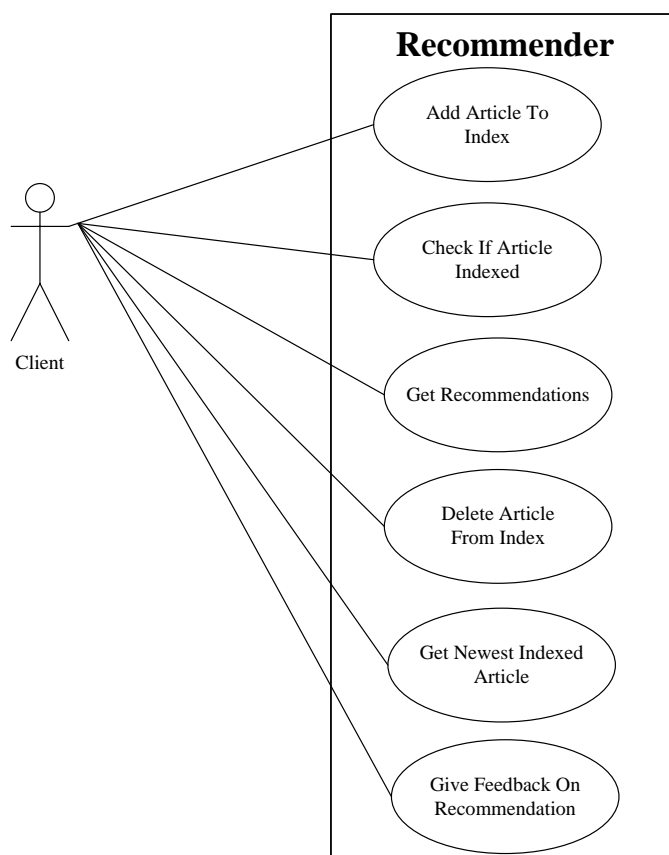 Recommender
Add Article To
Index
Check If Article
Indexed
Client
Get Recommendations
Delete Article
From Index
Get Newest Indexed
Article
Give Feedback On
Recommendation